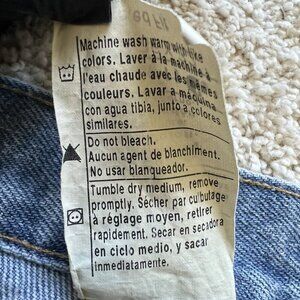 Machine wash warm with like
colors. Laver à la machine à
l'eau chaude avec les mêmes
couleurs. Lavar a máquina
con agua tibia, junto a colores
similares.
Do not bleach.
Aucun agent de blanchiment.
No usar blanqueador.
Tumble dry medium, remove
promptly. Sécher par culbutage
à réglage moyen, retirer
rapidement. Secar en secadora
en ciclo medio, y sacar
inmediatamente.